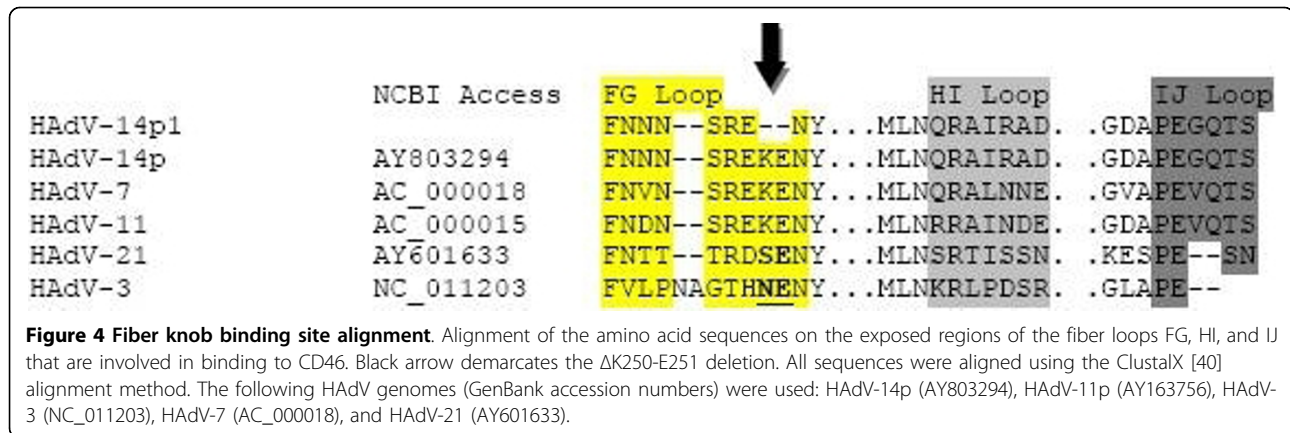 NCBI Access FG Loop HI Loop IJ Loop
HAdV-14p1 FNNN--SRE--NY...MLNQRAIRAD. .GDAPEGQTS
HAdV-14p AY803294 FNNN--SREKENY...MLNQRAIRAD. .GDAPEGQTS
HAdV-7 AC_000018 FNVN--SREKENY...MLNQRALNNE. .GVAPEVQTS
HAdV-11 AC_000015 FNDN--SREKENY...MLNRRAINDE. .GDAPEVQTS
HAdV-21 AY601633 FNTT--TRDSENY...MLNSRTISSN. .KESPE--SN
HAdV-3 NC_011203 FVLPNAGTHNENY...MLNKRLPDSR. .GLAPE--
Figure 4 Fiber knob binding site alignment. Alignment of the amino acid sequences on the exposed regions of the fiber loops FG, HI, and IJ
that are involved in binding to CD46. Black arrow demarcates the ΔK250-E251 deletion. All sequences were aligned using the ClustalX [40]
alignment method. The following HAdV genomes (GenBank accession numbers) were used: HAdV-14p (AY803294), HAdV-11p (AY163756), HAdV-
3 (NC_011203), HAdV-7 (AC_000018), and HAdV-21 (AY601633).